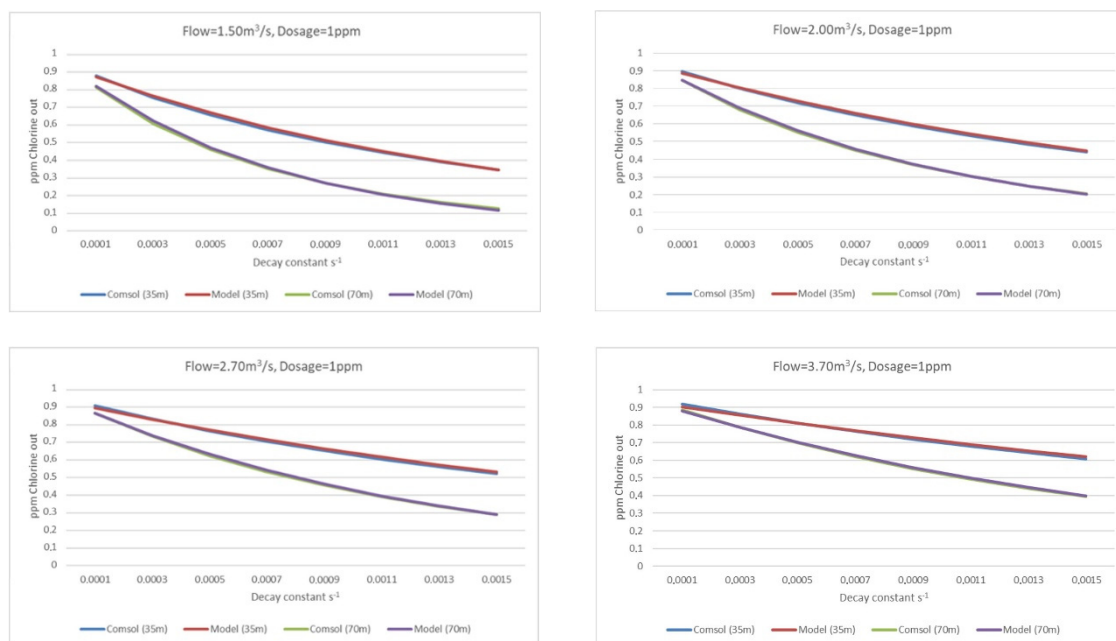 Flow=1.50m³/s, Dosage=1ppm
ppm Chlorine out
1
0,9
0,8
0,7
0,6
0,5
0,4
0,3
0,2
0,1
0
0,0001 0,0003 0,0005 0,0007 0,0009 0,0011 0,0013 0,0015
Decay constant s⁻¹
Comsol (35m) Model (35m) Comsol (70m) Model (70m)
Flow=2.00m³/s, Dosage=1ppm
ppm Chlorine out
1
0,9
0,8
0,7
0,6
0,5
0,4
0,3
0,2
0,1
0
0,0001 0,0003 0,0005 0,0007 0,0009 0,0011 0,0013 0,0015
Decay constant s⁻¹
Comsol (35m) Model (35m) Comsol (70m) Model (70m)
Flow=2.70m³/s, Dosage=1ppm
ppm Chlorine out
1
0,9
0,8
0,7
0,6
0,5
0,4
0,3
0,2
0,1
0
0,0001 0,0003 0,0005 0,0007 0,0009 0,0011 0,0013 0,0015
Decay constant s⁻¹
Comsol (35m) Model (35m) Comsol (70m) Model (70m)
Flow=3.70m³/s, Dosage=1ppm
ppm Chlorine out
1
0,9
0,8
0,7
0,6
0,5
0,4
0,3
0,2
0,1
0
0,0001 0,0003 0,0005 0,0007 0,0009 0,0011 0,0013 0,0015
Decay constant s⁻¹
Comsol (35m) Model (35m) Comsol (70m) Model (70m)